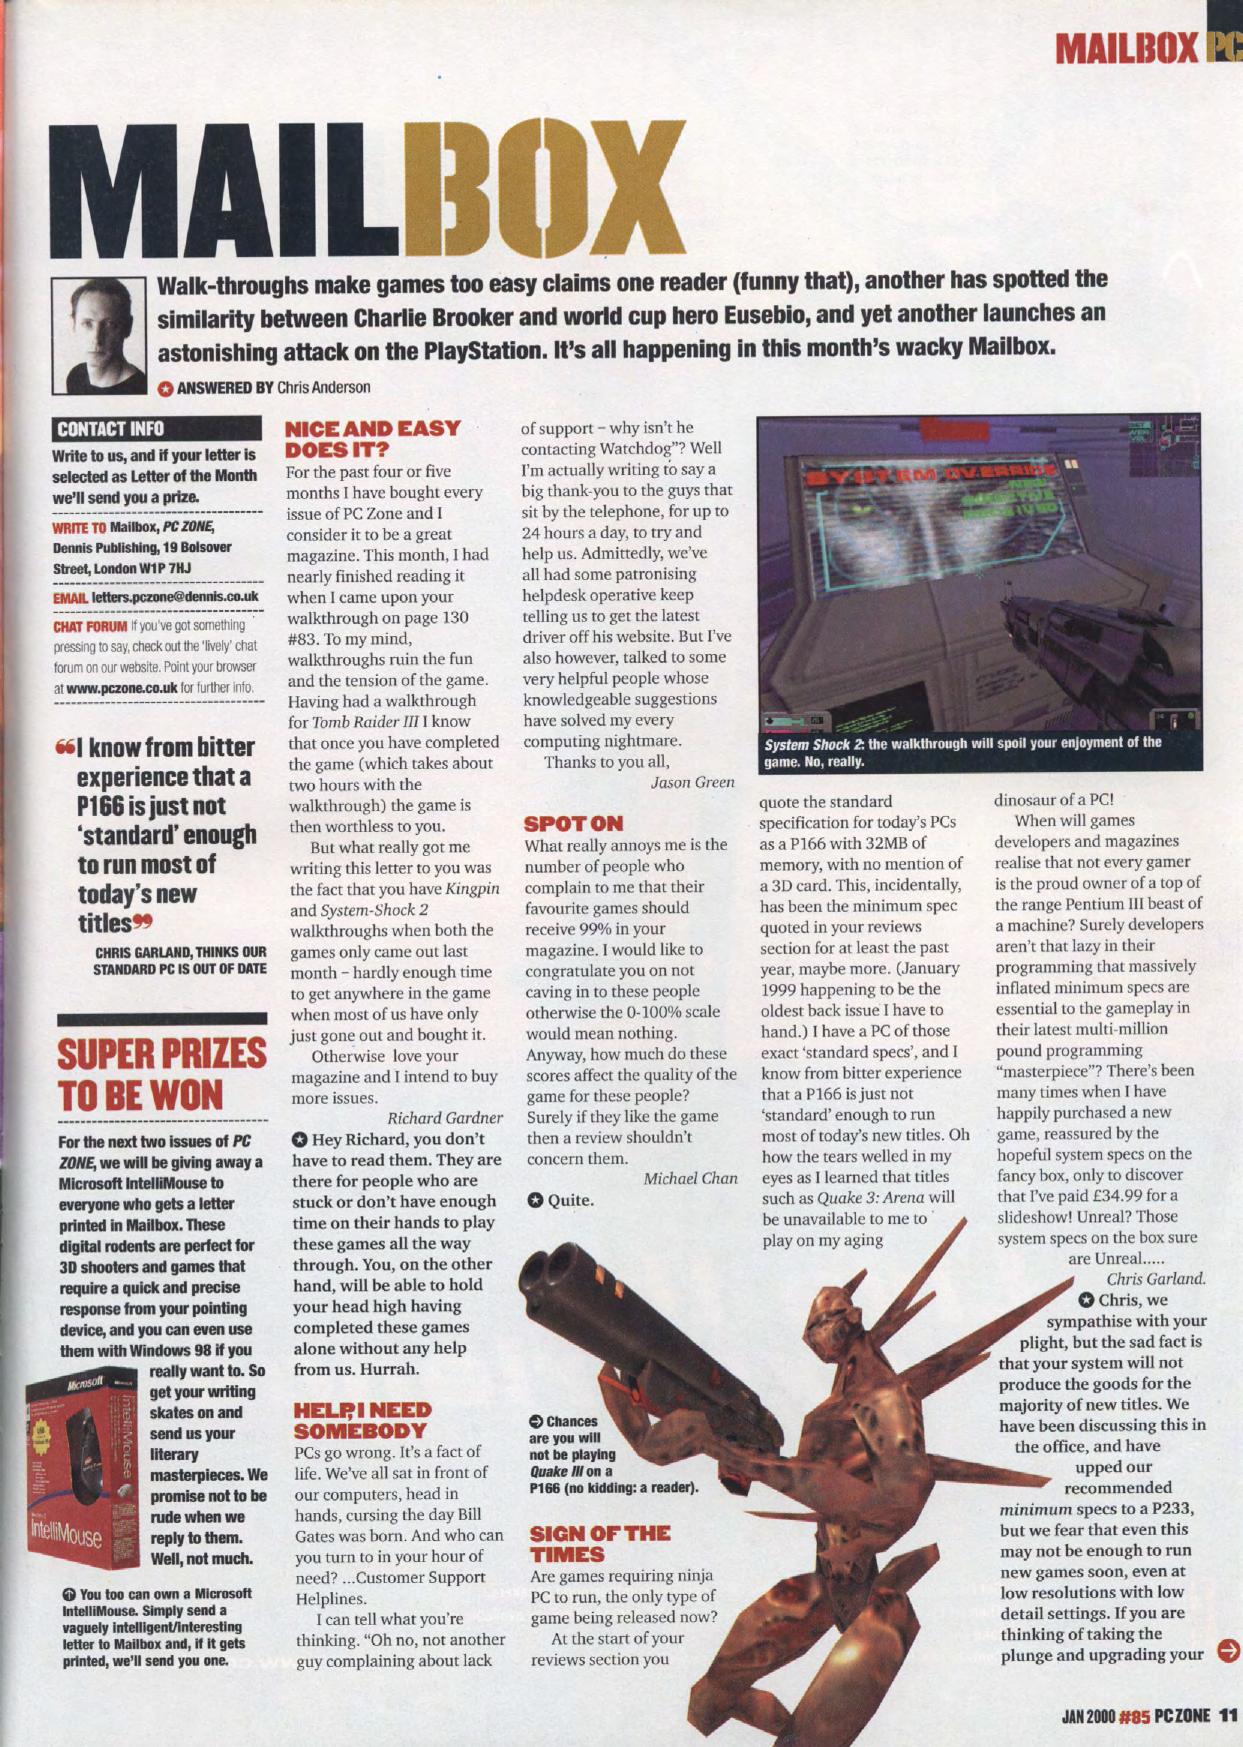 MAILBOX PC
MAILBOX
Walk-throughs make games too easy claims one reader (funny that), another has spotted the
similarity between Charlie Brooker and world cup hero Eusebio, and yet another launches an
astonishing attack on the PlayStation. It's all happening in this month's wacky Mailbox.
ANSWERED BY Chris Anderson
CONTACT INFO
Write to us, and if your letter is
selected as Letter of the Month
we'll send you a prize.
WRITE TO Mailbox, PC ZONE,
Dennis Publishing, 19 Bolsover
Street, London W1P 7HJ
EMAIL letters.pczone@dennis.co.uk
CHAT FORUM If you've got something
pressing to say, check out the 'lively' chat
forum on our website. Point your browser
at www.pczone.co.uk for further info.
“I know from bitter
experience that a
P166 is just not
'standard' enough
to run most of
today's new
titles”
CHRIS GARLAND, THINKS OUR
STANDARD PC IS OUT OF DATE
SUPER PRIZES
TO BE WON
For the next two issues of PC
ZONE, we will be giving away a
Microsoft IntelliMouse to
everyone who gets a letter
printed in Mailbox. These
digital rodents are perfect for
3D shooters and games that
require a quick and precise
response from your pointing
device, and you can even use
them with Windows 98 if you
really want to. So
get your writing
skates on and
send us your
literary
masterpieces. We
promise not to be
rude when we
reply to them.
Well, not much.
Microsoft
IntelliMouse
IntelliMouse
You too can own a Microsoft
IntelliMouse. Simply send a
vaguely intelligent/interesting
letter to Mailbox and, if it gets
printed, we'll send you one.
NICE AND EASY
DOES IT?
For the past four or five
months I have bought every
issue of PC Zone and I
consider it to be a great
magazine. This month, I had
nearly finished reading it
when I came upon your
walkthrough on page 130
#83. To my mind,
walkthroughs ruin the fun
and the tension of the game.
Having had a walkthrough
for Tomb Raider III I know
that once you have completed
the game (which takes about
two hours with the
walkthrough) the game is
then worthless to you.
But what really got me
writing this letter to you was
the fact that you have Kingpin
and System-Shock 2
walkthroughs when both the
games only came out last
month – hardly enough time
to get anywhere in the game
when most of us have only
just gone out and bought it.
Otherwise love your
magazine and I intend to buy
more issues.
Richard Gardner
Hey Richard, you don't
have to read them. They are
there for people who are
stuck or don't have enough
time on their hands to play
these games all the way
through. You, on the other
hand, will be able to hold
your head high having
completed these games
alone without any help
from us. Hurrah.
HELP, I NEED
SOMEBODY
PCs go wrong. It's a fact of
life. We've all sat in front of
our computers, head in
hands, cursing the day Bill
Gates was born. And who can
you turn to in your hour of
need? ...Customer Support
Helplines.
I can tell what you're
thinking. “Oh no, not another
guy complaining about lack
of support – why isn't he
contacting Watchdog”? Well
I'm actually writing to say a
big thank-you to the guys that
sit by the telephone, for up to
24 hours a day, to try and
help us. Admittedly, we've
all had some patronising
helpdesk operative keep
telling us to get the latest
driver off his website. But I've
also however, talked to some
very helpful people whose
knowledgeable suggestions
have solved my every
computing nightmare.
Thanks to you all,
Jason Green
SPOT ON
What really annoys me is the
number of people who
complain to me that their
favourite games should
receive 99% in your
magazine. I would like to
congratulate you on not
caving in to these people
otherwise the 0-100% scale
would mean nothing.
Anyway, how much do these
scores affect the quality of the
game for these people?
Surely if they like the game
then a review shouldn't
concern them.
Michael Chan
Quite.
Chances
are you will
not be playing
Quake III on a
P166 (no kidding: a reader).
SIGN OF THE
TIMES
Are games requiring ninja
PC to run, the only type of
game being released now?
At the start of your
reviews section you
SYSTEM OVERRIDE
System Shock 2: the walkthrough will spoil your enjoyment of the
game. No, really.
quote the standard
specification for today's PCs
as a P166 with 32MB of
memory, with no mention of
a 3D card. This, incidentally,
has been the minimum spec
quoted in your reviews
section for at least the past
year, maybe more. (January
1999 happening to be the
oldest back issue I have to
hand.) I have a PC of those
exact 'standard specs', and I
know from bitter experience
that a P166 is just not
'standard' enough to run
most of today's new titles. Oh
how the tears welled in my
eyes as I learned that titles
such as Quake 3: Arena will
be unavailable to me to
play on my aging
dinosaur of a PC!
When will games
developers and magazines
realise that not every gamer
is the proud owner of a top of
the range Pentium III beast of
a machine? Surely developers
aren't that lazy in their
programming that massively
inflated minimum specs are
essential to the gameplay in
their latest multi-million
pound programming
“masterpiece”? There's been
many times when I have
happily purchased a new
game, reassured by the
hopeful system specs on the
fancy box, only to discover
that I've paid £34.99 for a
slideshow! Unreal? Those
system specs on the box sure
are Unreal.....
Chris Garland.
Chris, we
sympathise with your
plight, but the sad fact is
that your system will not
produce the goods for the
majority of new titles. We
have been discussing this in
the office, and have
upped our
recommended
minimum specs to a P233,
but we fear that even this
may not be enough to run
new games soon, even at
low resolutions with low
detail settings. If you are
thinking of taking the
plunge and upgrading your
JAN 2000 #85 PC ZONE 11